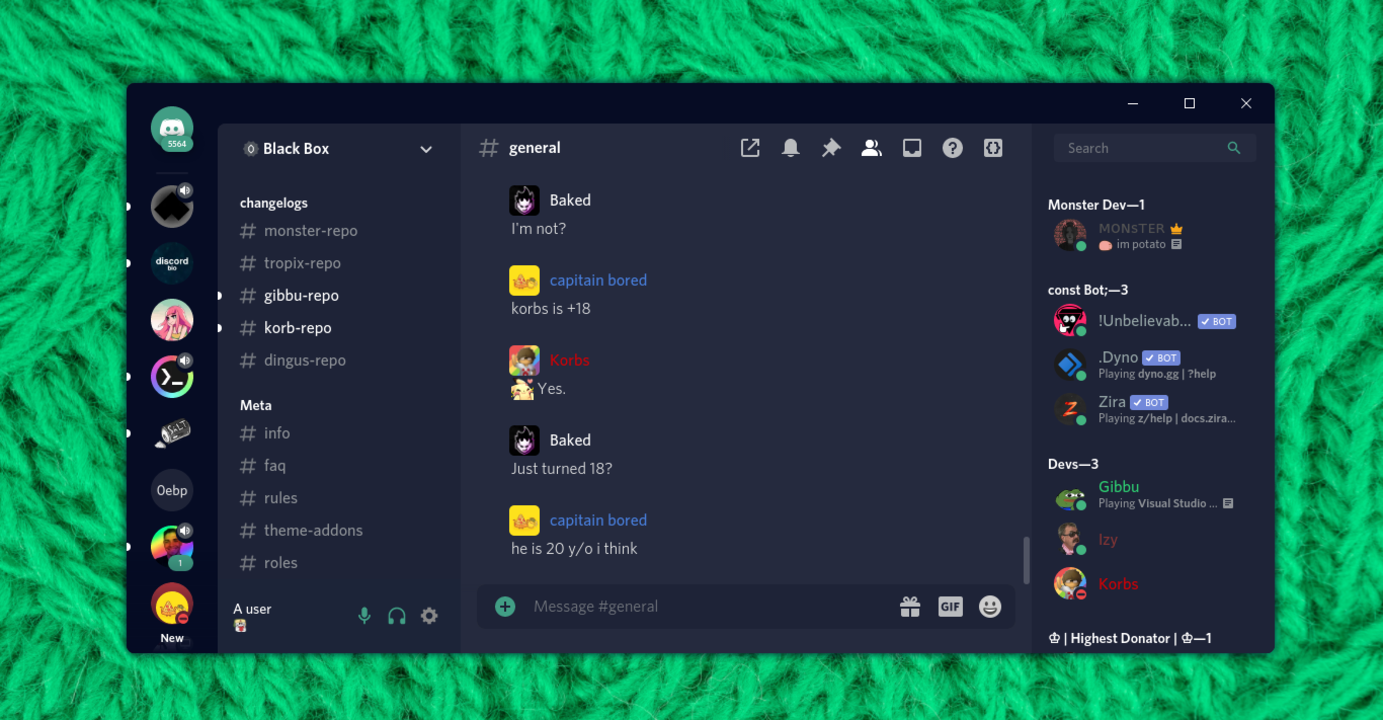 5564
discord
bio
0ebp
1
New
Black Box
changelogs
monster-repo
tropix-repo
gibbu-repo
korb-repo
dingus-repo
Meta
info
faq
rules
theme-addons
roles
A user
general
Baked
I'm not?
capitain bored
korbs is +18
Korbs
Yes.
Baked
Just turned 18?
capitain bored
he is 20 y/o i think
Message #general
GIF
Search
Monster Dev—1
MONsTER
im potato
const Bot;—3
!Unbelievab... ✓ BOT
.Dyno ✓ BOT
Playing dyno.gg | ?help
Zira ✓ BOT
Playing z/help | docs.zira...
Devs—3
Gibbu
Playing Visual Studio ...
Izy
Korbs
♔ | Highest Donator | ♔—1